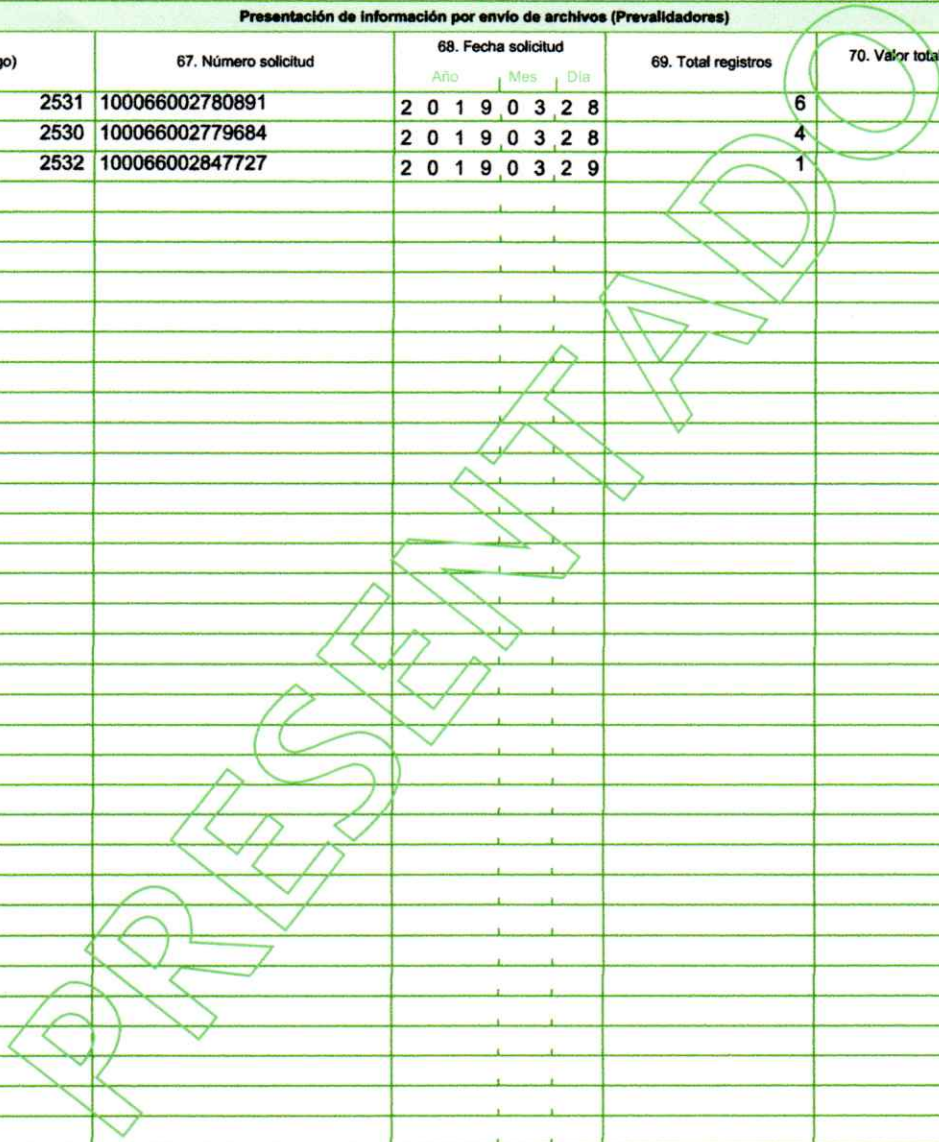 Presentación de información por envío de archivos (Prevalidadores)
go) 67. Número solicitud 68. Fecha solicitud 69. Total registros 70. Valor total
Año Mes Día
2531 100066002780891 2 0 1 9 0 3 2 8 6
2530 100066002779684 2 0 1 9 0 3 2 8 4
2532 100066002847727 2 0 1 9 0 3 2 9 1
PRESENTADO